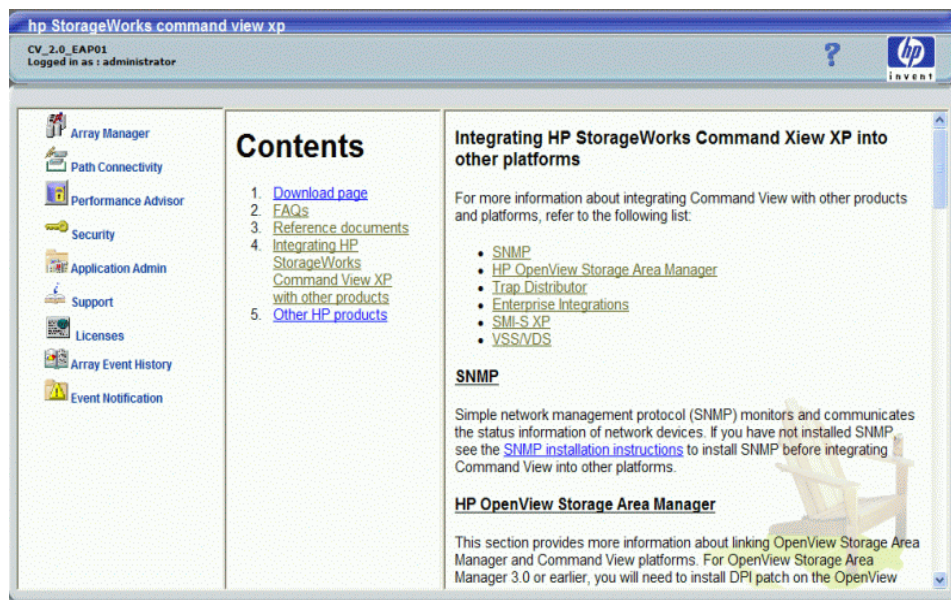 hp StorageWorks command view xp
CV_2.0_EAP01
Logged in as : administrator
?
hp
invent
Array Manager
Path Connectivity
Performance Advisor
Security
Application Admin
Support
Licenses
Array Event History
Event Notification
Contents
1. Download page
2. FAQs
3. Reference documents
4. Integrating HP
StorageWorks
Command View XP
with other products
5. Other HP products
Integrating HP StorageWorks Command Xiew XP into
other platforms
For more information about integrating Command View with other products
and platforms, refer to the following list:
• SNMP
• HP OpenView Storage Area Manager
• Trap Distributor
• Enterprise Integrations
• SMI-S XP
• VSS/VDS
SNMP
Simple network management protocol (SNMP) monitors and communicates
the status information of network devices. If you have not installed SNMP,
see the SNMP installation instructions to install SNMP before integrating
Command View into other platforms.
HP OpenView Storage Area Manager
This section provides more information about linking OpenView Storage Area
Manager and Command View platforms. For OpenView Storage Area
Manager 3.0 or earlier, you will need to install DPI patch on the OpenView